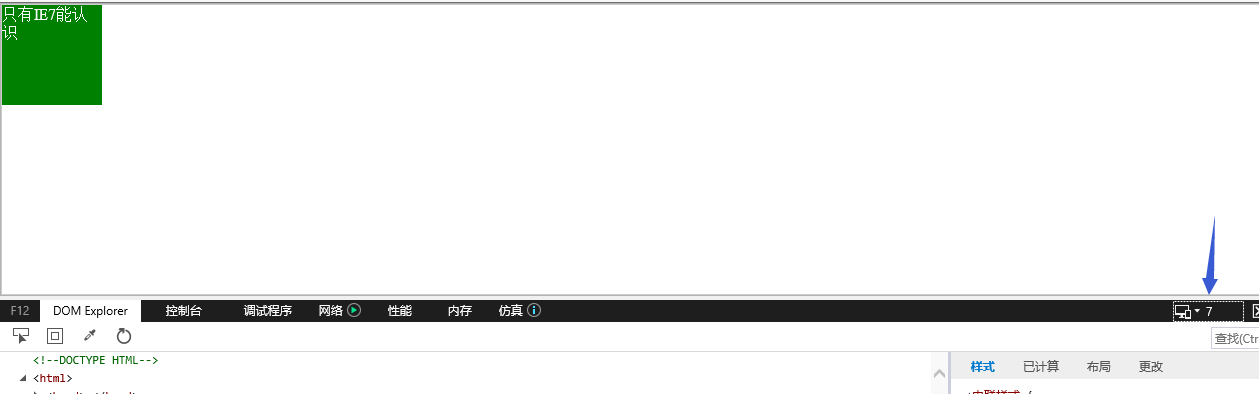 只有IE7能认
识
F12 DOM Explorer 控制台 调试程序 网络 性能 内存 仿真 7
查找(Ctr
<!--DOCTYPE HTML-->
样式 已计算 布局 更改
<html>